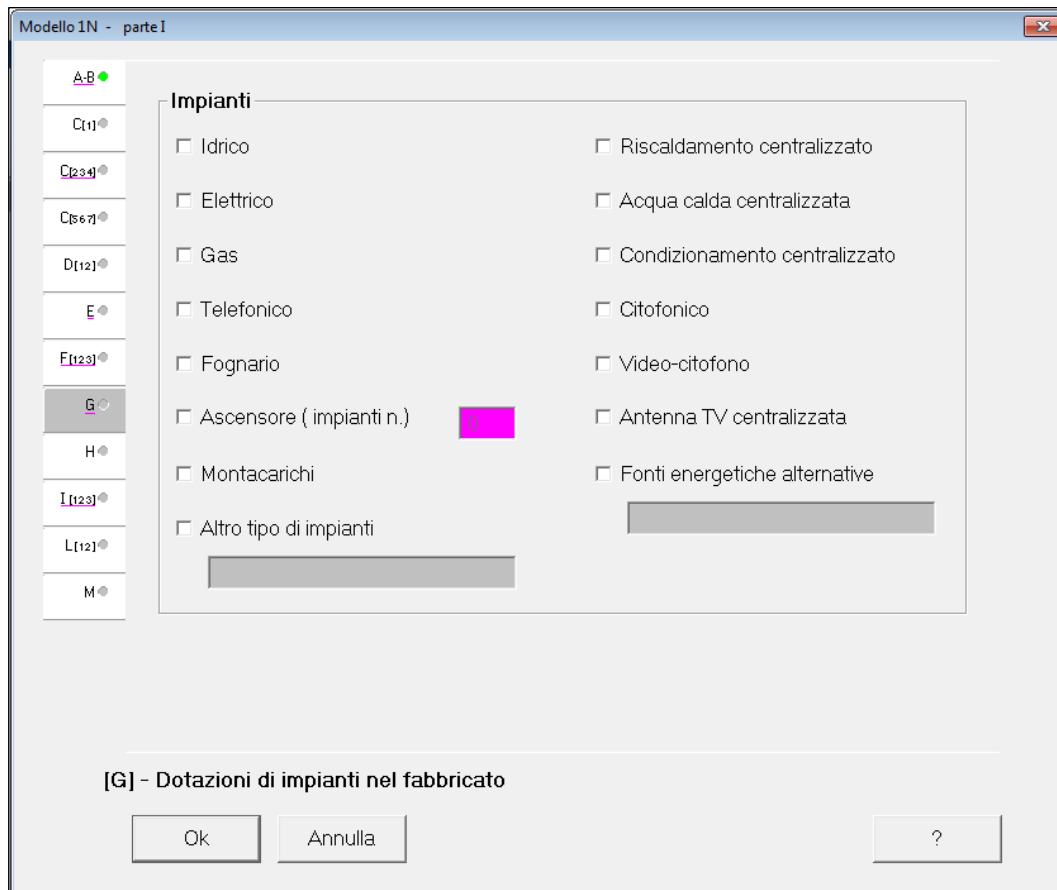 Modello 1N - parte I
A-B
C[1]
C[234]
C[567]
D[12]
E
F[123]
G
H
I[123]
L[12]
M
Impianti
Idrico
Riscaldamento centralizzato
Elettrico
Acqua calda centralizzata
Gas
Condizionamento centralizzato
Telefonico
Citofonico
Fognario
Video-citofono
Ascensore ( impianti n.) 0
Antenna TV centralizzata
Montacarichi
Fonti energetiche alternative
Altro tipo di impianti
[G] - Dotazioni di impianti nel fabbricato
Ok Annulla ?